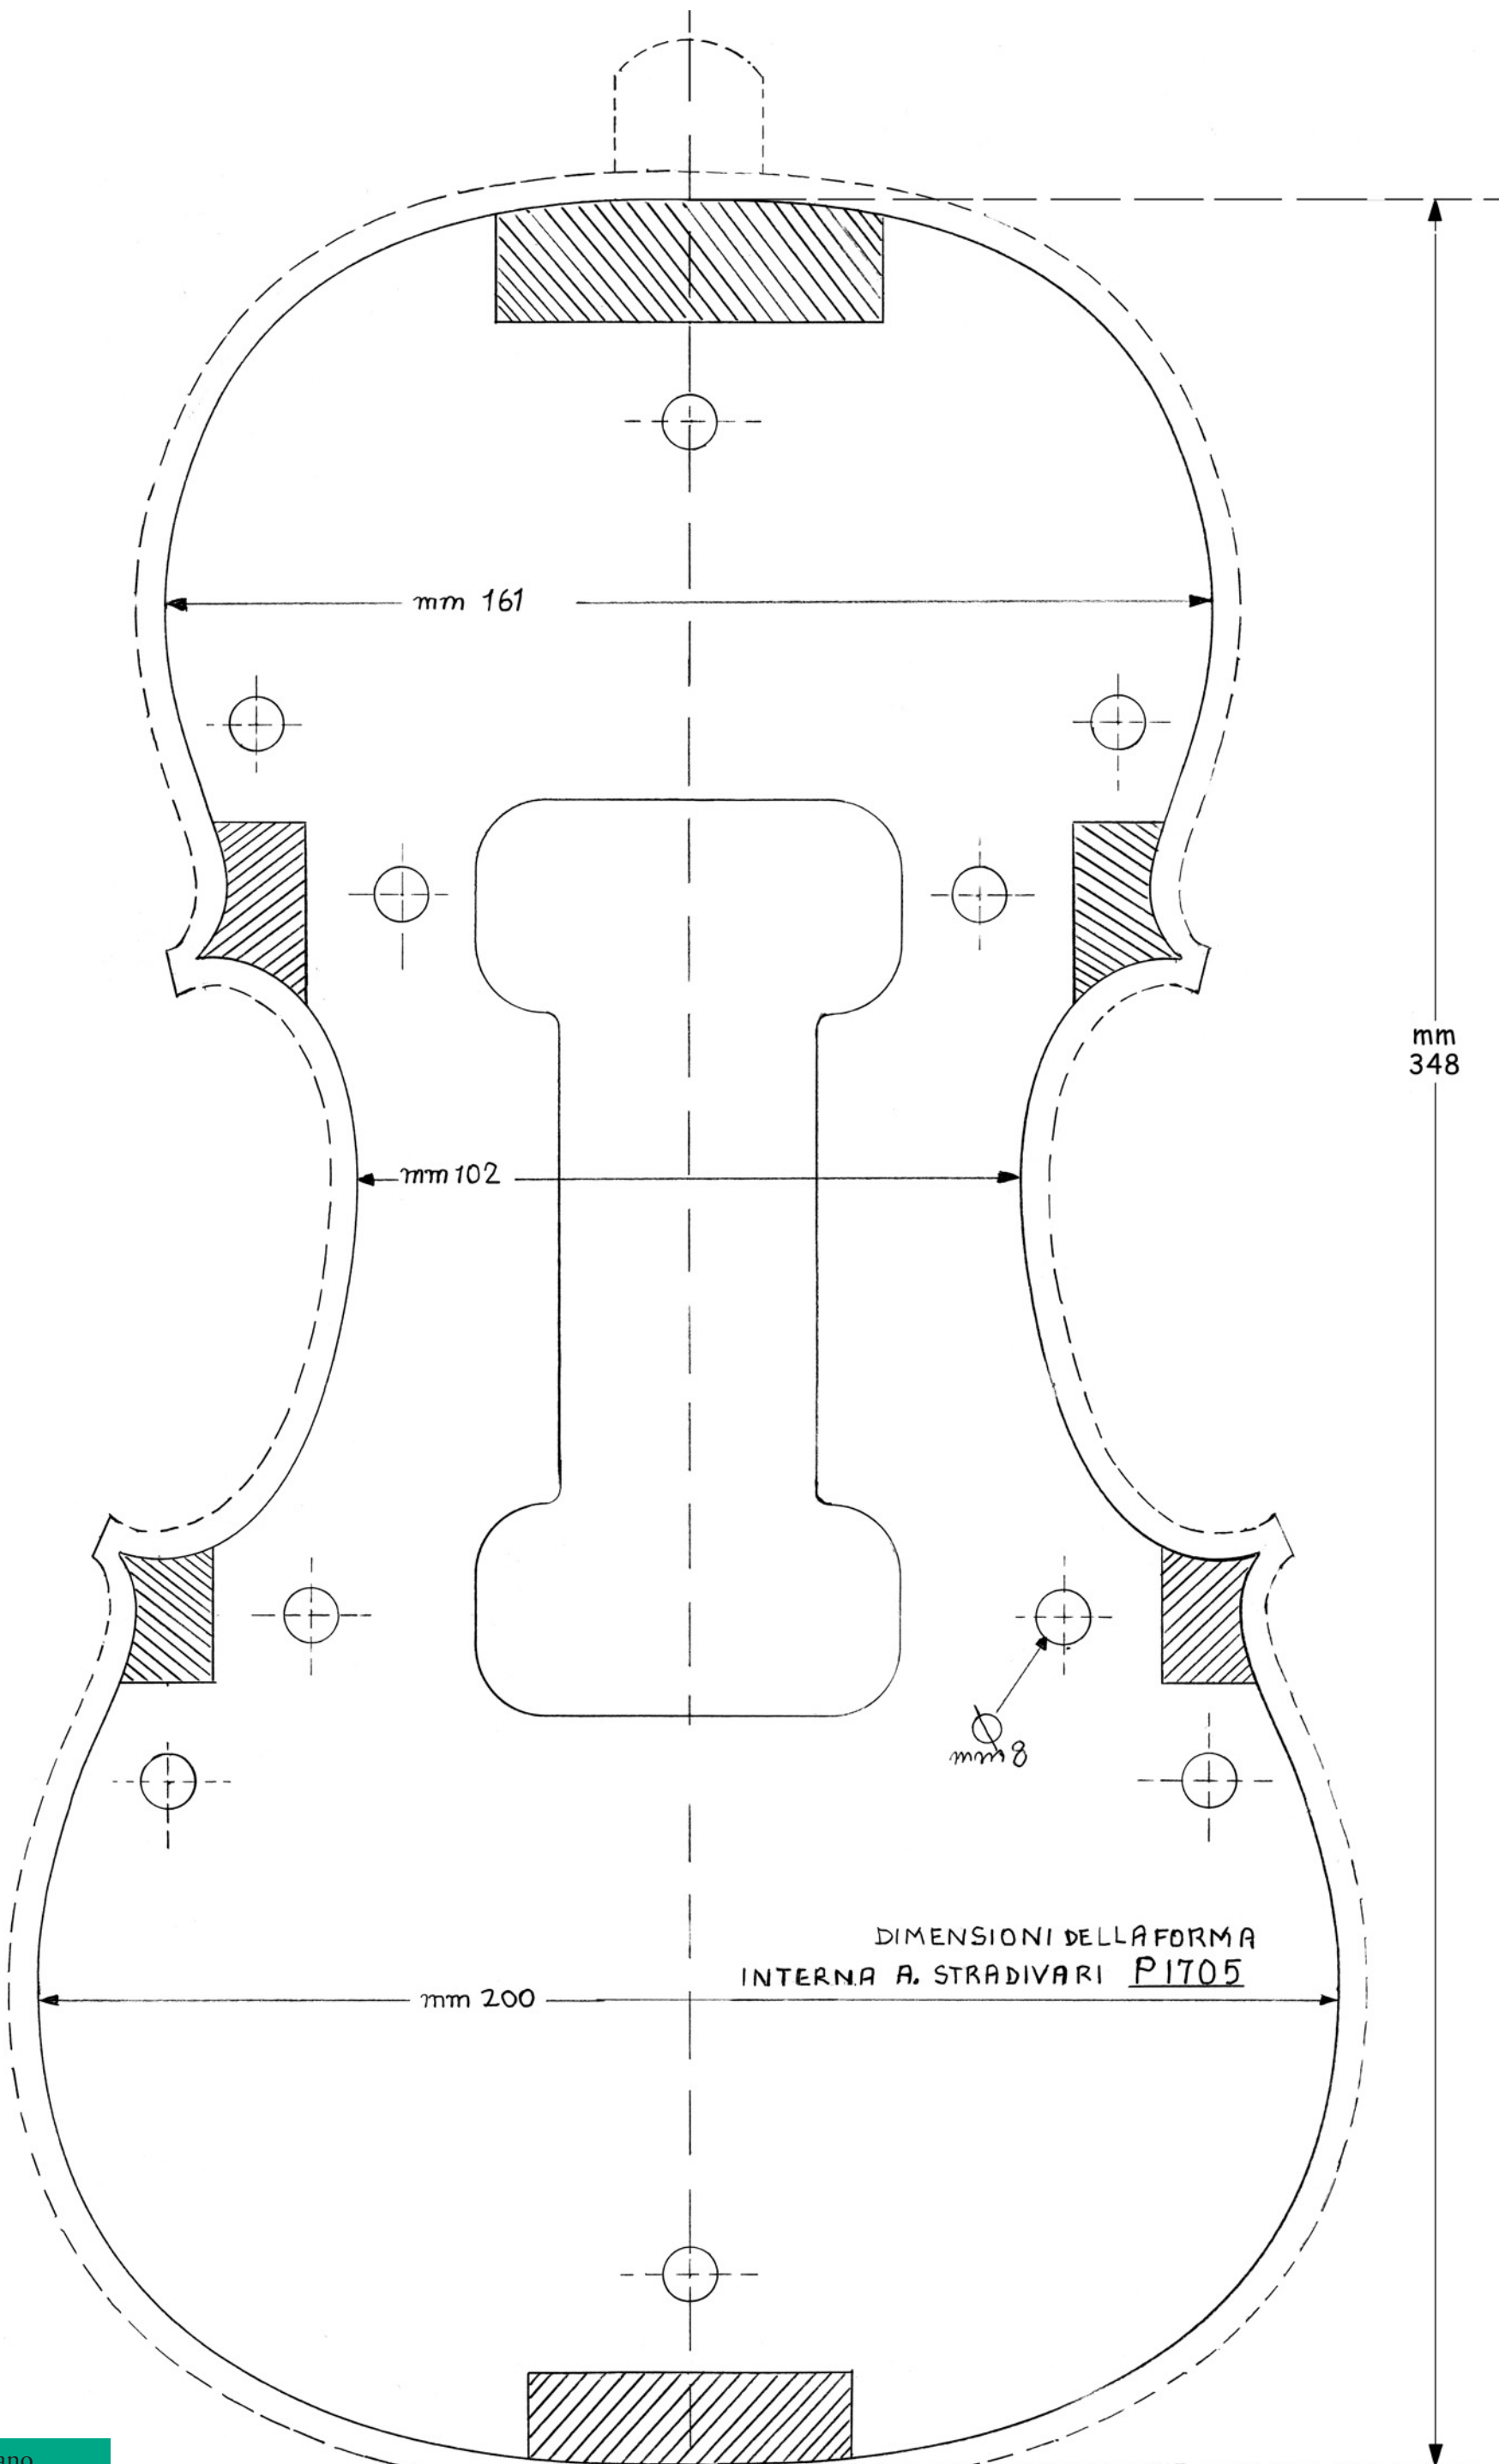 mm 161
mm
348
mm 102
Ø
mm 8
DIMENSIONI DELLA FORMA
INTERNA A. STRADIVARI P1705
mm 200